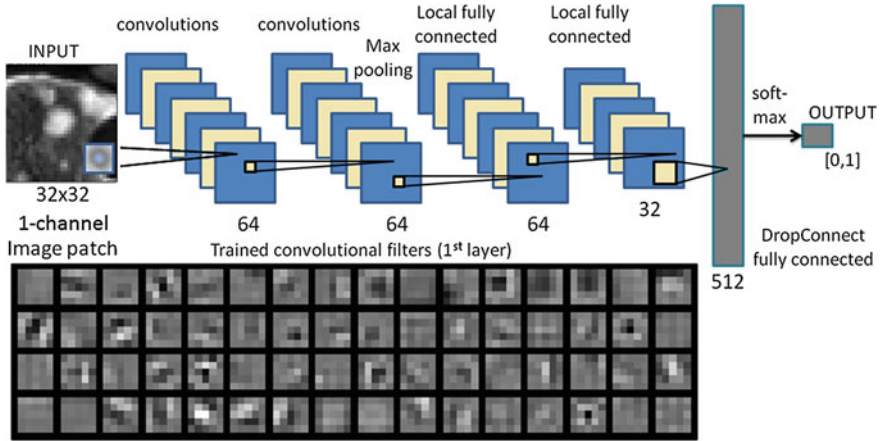 INPUT
32x32
1-channel
Image patch
convolutions
64
convolutions
64
Max
pooling
Local fully
connected
64
Local fully
connected
32
512
soft-
max
OUTPUT
[0,1]
DropConnect
fully connected
Trained convolutional filters (1st layer)